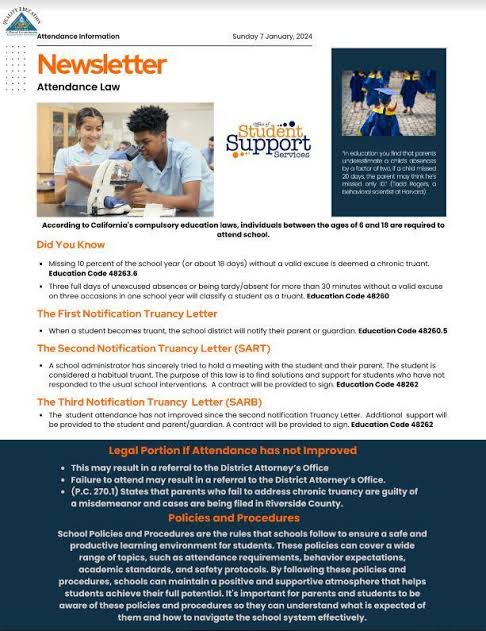 QUALITY EDUCATION
Attendance Information
Sunday 7 January, 2024
Newsletter
Attendance Law
Office of
Student
Support
Services
"In education you find that parents
underestimate a child's absences
by a factor of two, if a child missed
20 days, the parent may think he's
missed only 10." (Todd Rogers, a
behavioral scientist at Harvard).
According to California's compulsory education laws, individuals between the ages of 6 and 18 are required to
attend school.
Did You Know
• Missing 10 percent of the school year (or about 18 days) without a valid excuse is deemed a chronic truant.
Education Code 48263.6
• Three full days of unexcused absences or being tardy/absent for more than 30 minutes without a valid excuse
on three occasions in one school year will classify a student as a truant. Education Code 48260
The First Notification Truancy Letter
• When a student becomes truant, the school district will notify their parent or guardian. Education Code 48260.5
The Second Notification Truancy Letter (SART)
• A school administrator has sincerely tried to hold a meeting with the student and their parent. The student is
considered a habitual truant. The purpose of this law is to find solutions and support for students who have not
responded to the usual school interventions. A contract will be provided to sign. Education Code 48262
The Third Notification Truancy Letter (SARB)
• The student attendance has not improved since the second notification Truancy Letter. Additional support will
be provided to the student and parent/guardian. A contract will be provided to sign. Education Code 48262
Legal Portion If Attendance has not Improved
• This may result in a referral to the District Attorney's Office
• Failure to attend may result in a referral to the District Attorney's Office.
• (P.C. 270.1) States that parents who fail to address chronic truancy are guilty of
a misdemeanor and cases are being filed in Riverside County.
Policies and Procedures
School Policies and Procedures are the rules that schools follow to ensure a safe and
productive learning environment for students. These policies can cover a wide
range of topics, such as attendance requirements, behavior expectations,
academic standards, and safety protocols. By following these policies and
procedures, schools can maintain a positive and supportive atmosphere that helps
students achieve their full potential. It's important for parents and students to be
aware of these policies and procedures so they can understand what is expected of
them and how to navigate the school system effectively.